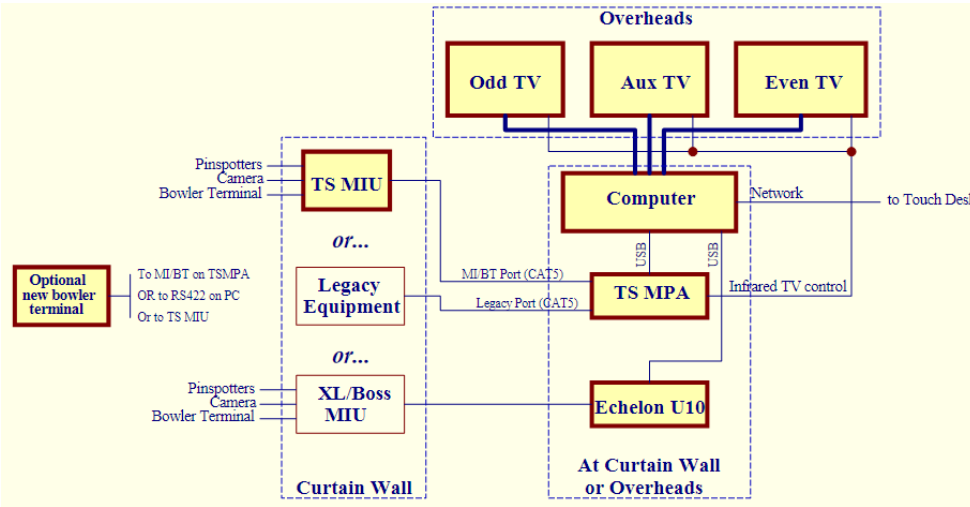 Overheads
Odd TV
Aux TV
Even TV
Pinspotters
Camera
Bowler Terminal
TS MIU
or...
Computer
Network
to Touch Desk
USB
USB
Optional
new bowler
terminal
To MI/BT on TSMPA
OR to RS422 on PC
Or to TS MIU
Legacy
Equipment
MI/BT Port (CAT5)
Legacy Port (CAT5)
TS MPA
Infrared TV control
or...
Pinspotters
Camera
Bowler Terminal
XL/Boss
MIU
Echelon U10
Curtain Wall
At Curtain Wall
or Overheads